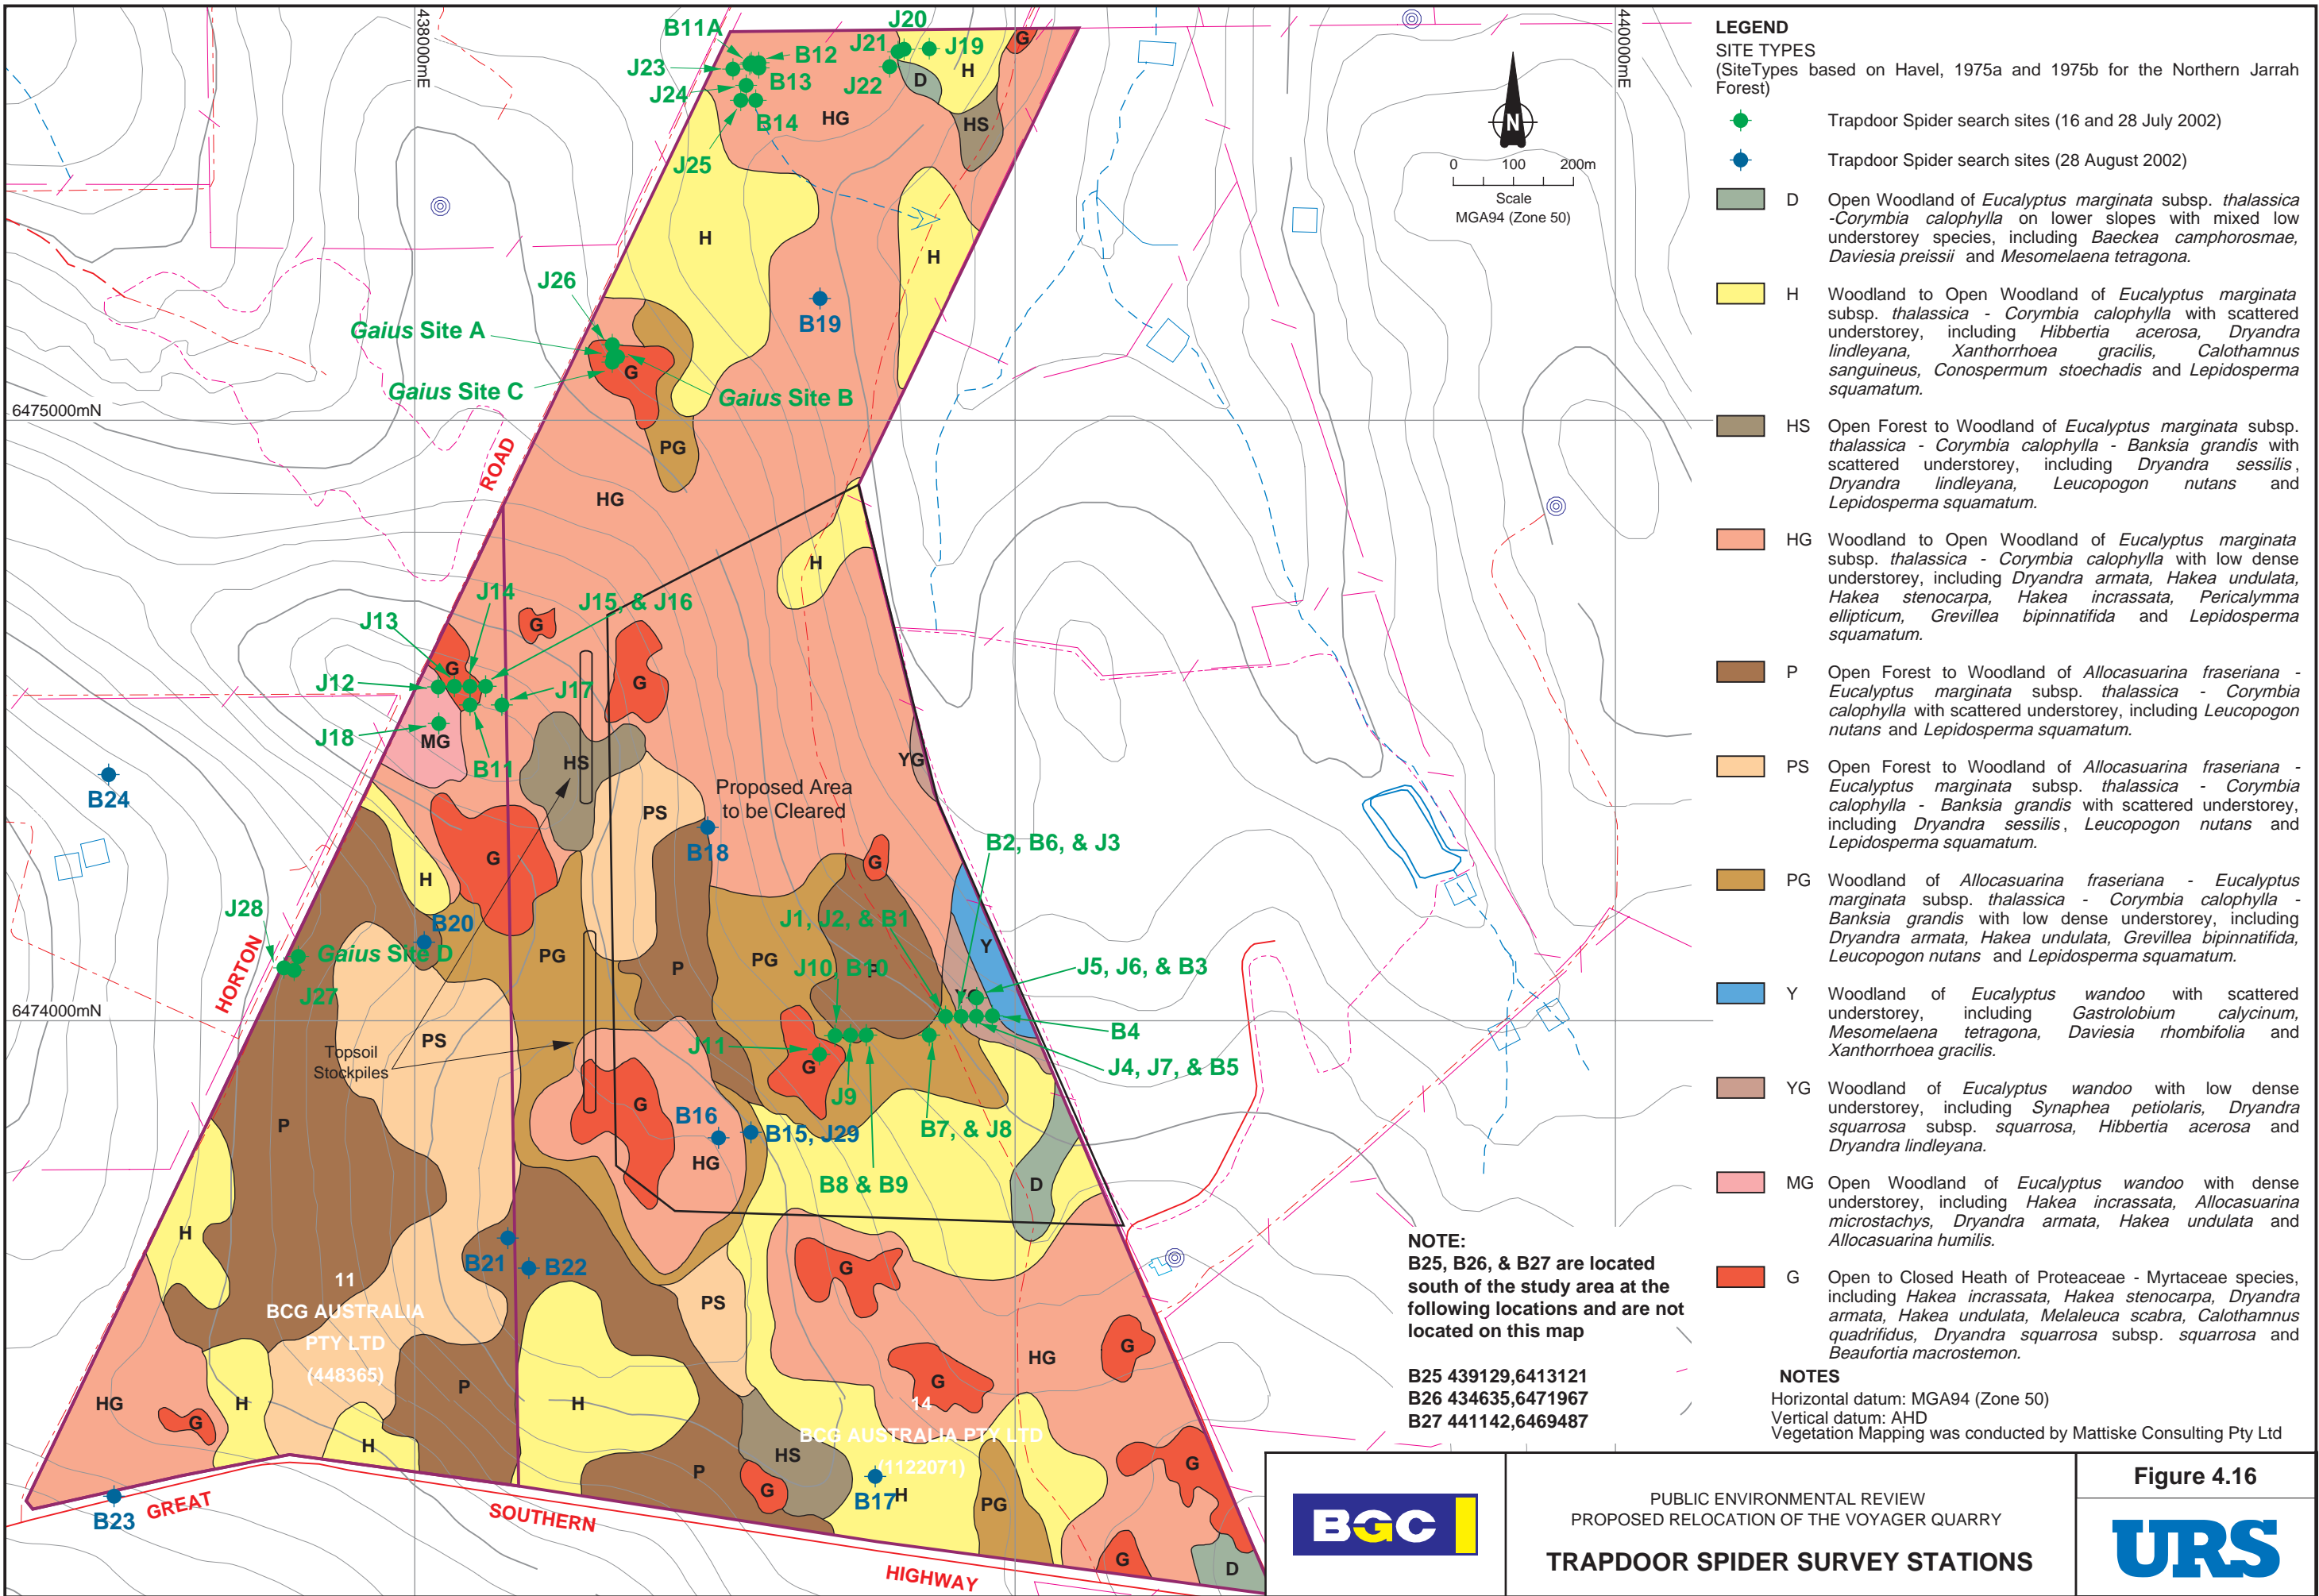 438000mE
440000mE
6475000mN
6474000mN
B11A
J20
J21
J19
B12
J23
B13
J22
J24
B14
J25
G
D
H
HG
HS
H
H
B19
J26
Gaius Site A
Gaius Site C
Gaius Site B
G
PG
HG
ROAD
H
J14
J15, & J16
J13
G
G
G
J12
J17
J18
MG
B11
HS
YG
B24
PS
Proposed Area
to be Cleared
B18
B2, B6, & J3
G
G
H
J28
B20
J1, J2, & B1
Gaius Site D
HORTON
J27
PG
P
PG
J10, B10
P
Y
YG
J5, J6, & B3
B4
J4, J7, & B5
PS
Topsoil
Stockpiles
J11
G
J9
B7, & J8
B8 & B9
P
G
B16
B15, J29
HG
D
H
B21
B22
11
BCG AUSTRALIA
PTY LTD
(448365)
PS
G
HG
G
G
P
HG
G
H
H
H
14
BCG AUSTRALIA PTY LTD
(1122071)
HS
P
G
B17
H
PG
G
G
D
B23
GREAT
SOUTHERN
HIGHWAY
N
0 100 200m
Scale
MGA94 (Zone 50)
NOTE:
B25, B26, & B27 are located
south of the study area at the
following locations and are not
located on this map
B25 439129,6413121
B26 434635,6471967
B27 441142,6469487
LEGEND
SITE TYPES
(SiteTypes based on Havel, 1975a and 1975b for the Northern Jarrah
Forest)
Trapdoor Spider search sites (16 and 28 July 2002)
Trapdoor Spider search sites (28 August 2002)
D Open Woodland of Eucalyptus marginata subsp. thalassica
-Corymbia calophylla on lower slopes with mixed low
understorey species, including Baeckea camphorosmae,
Daviesia preissii and Mesomelaena tetragona.
H Woodland to Open Woodland of Eucalyptus marginata
subsp. thalassica - Corymbia calophylla with scattered
understorey, including Hibbertia acerosa, Dryandra
lindleyana, Xanthorrhoea gracilis, Calothamnus
sanguineus, Conospermum stoechadis and Lepidosperma
squamatum.
HS Open Forest to Woodland of Eucalyptus marginata subsp.
thalassica - Corymbia calophylla - Banksia grandis with
scattered understorey, including Dryandra sessilis,
Dryandra lindleyana, Leucopogon nutans and
Lepidosperma squamatum.
HG Woodland to Open Woodland of Eucalyptus marginata
subsp. thalassica - Corymbia calophylla with low dense
understorey, including Dryandra armata, Hakea undulata,
Hakea stenocarpa, Hakea incrassata, Pericalymma
ellipticum, Grevillea bipinnatifida and Lepidosperma
squamatum.
P Open Forest to Woodland of Allocasuarina fraseriana -
Eucalyptus marginata subsp. thalassica - Corymbia
calophylla with scattered understorey, including Leucopogon
nutans and Lepidosperma squamatum.
PS Open Forest to Woodland of Allocasuarina fraseriana -
Eucalyptus marginata subsp. thalassica - Corymbia
calophylla - Banksia grandis with scattered understorey,
including Dryandra sessilis, Leucopogon nutans and
Lepidosperma squamatum.
PG Woodland of Allocasuarina fraseriana - Eucalyptus
marginata subsp. thalassica - Corymbia calophylla -
Banksia grandis with low dense understorey, including
Dryandra armata, Hakea undulata, Grevillea bipinnatifida,
Leucopogon nutans and Lepidosperma squamatum.
Y Woodland of Eucalyptus wandoo with scattered
understorey, including Gastrolobium calycinum,
Mesomelaena tetragona, Daviesia rhombifolia and
Xanthorrhoea gracilis.
YG Woodland of Eucalyptus wandoo with low dense
understorey, including Synaphea petiolaris, Dryandra
squarrosa subsp. squarrosa, Hibbertia acerosa and
Dryandra lindleyana.
MG Open Woodland of Eucalyptus wandoo with dense
understorey, including Hakea incrassata, Allocasuarina
microstachys, Dryandra armata, Hakea undulata and
Allocasuarina humilis.
G Open to Closed Heath of Proteaceae - Myrtaceae species,
including Hakea incrassata, Hakea stenocarpa, Dryandra
armata, Hakea undulata, Melaleuca scabra, Calothamnus
quadrifidus, Dryandra squarrosa subsp. squarrosa and
Beaufortia macrostemon.
NOTES
Horizontal datum: MGA94 (Zone 50)
Vertical datum: AHD
Vegetation Mapping was conducted by Mattiske Consulting Pty Ltd
BGC
PUBLIC ENVIRONMENTAL REVIEW
PROPOSED RELOCATION OF THE VOYAGER QUARRY
TRAPDOOR SPIDER SURVEY STATIONS
Figure 4.16
URS